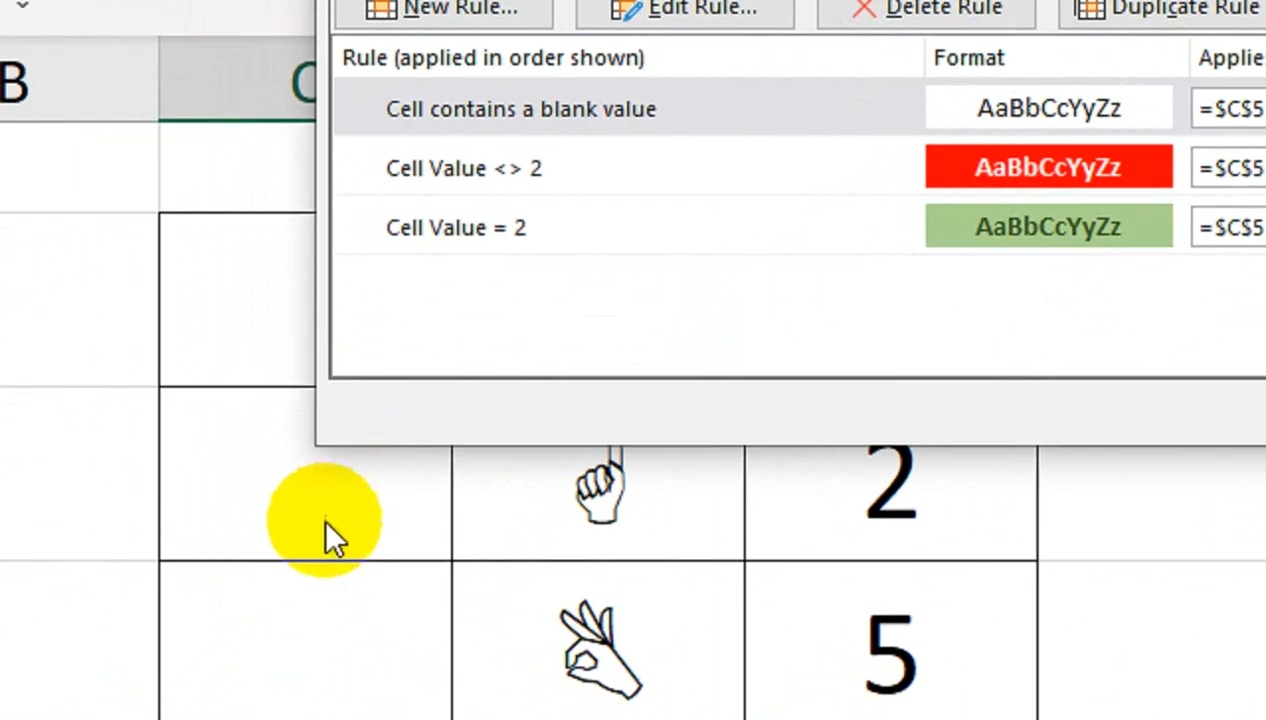 New Rule...
Edit Rule...
Delete Rule
Duplicate Rule
Rule (applied in order shown)
Format
Applie
Cell contains a blank value
AaBbCcYyZz
=$C$5
Cell Value <> 2
AaBbCcYyZz
=$C$5
Cell Value = 2
AaBbCcYyZz
=$C$5
B
C
2
5